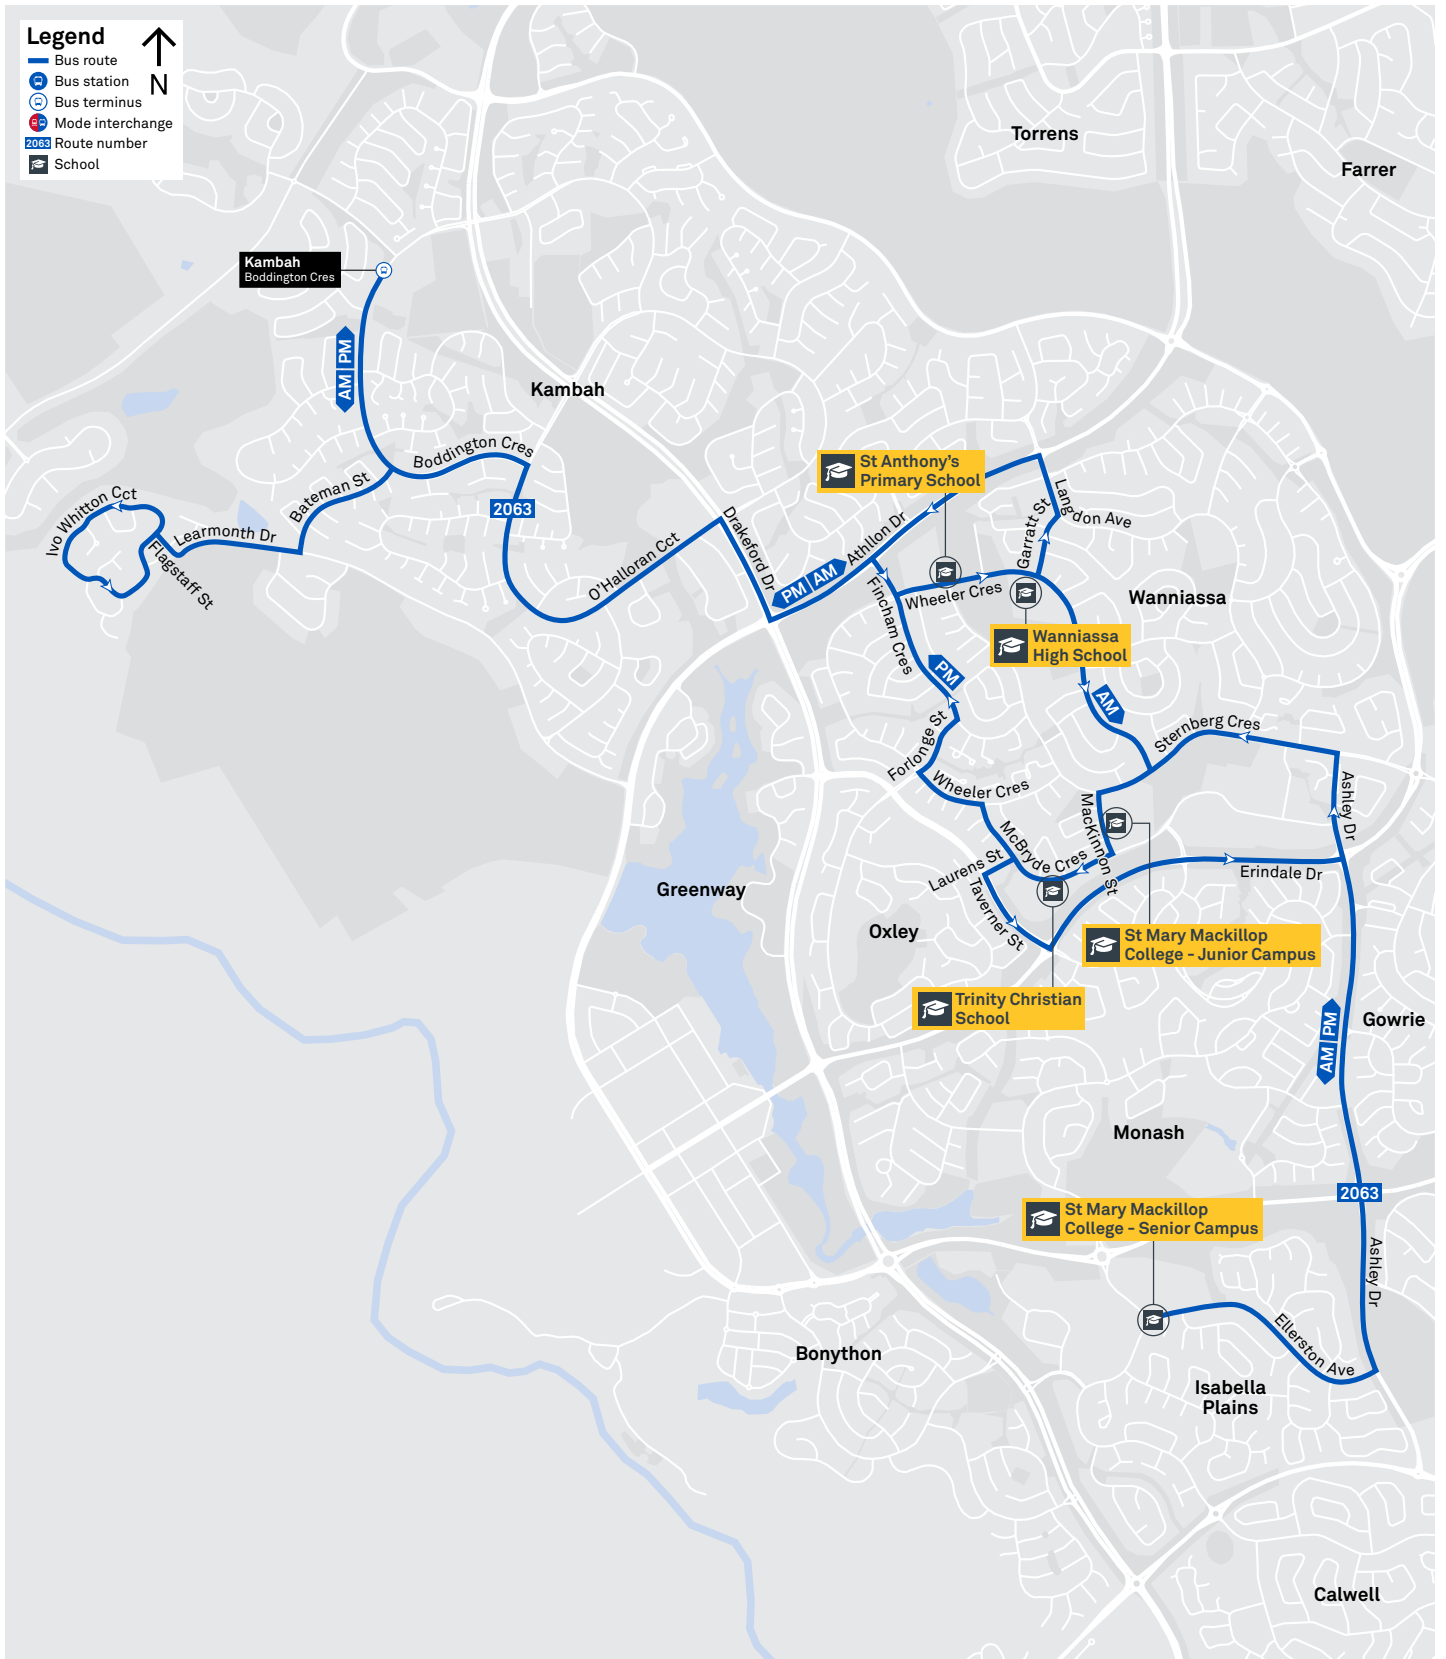 Legend
Bus route
Bus station
Bus terminus
Mode interchange
2063 Route number
School
N
Torrens
Farrer
Kambah
Boddington Cres
AM | PM
Kambah
Boddington Cres
2063
Bateman St
Ivo Whitton Cct
Learmonth Dr
Flagstaff St
O'Halloran Cct
Drakeford Dr
PM | AM
Athllon Dr
St Anthony's
Primary School
Langdon Ave
Garratt St
Wheeler Cres
Fincham Cres
Wanniassa
Wanniassa
High School
PM
AM
Forlonge St
Sternberg Cres
Wheeler Cres
MacKinnon St
Ashley Dr
McBryde Cres
Laurens St
Taverner St
Erindale Dr
Greenway
Oxley
St Mary Mackillop
College - Junior Campus
Trinity Christian
School
Gowrie
AM | PM
Monash
2063
St Mary Mackillop
College - Senior Campus
Ashley Dr
Ellerston Ave
Bonython
Isabella
Plains
Calwell